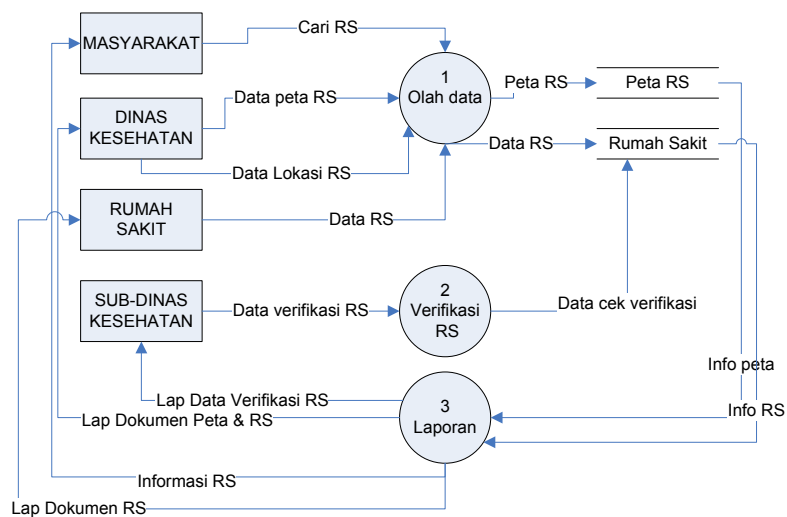 MASYARAKAT
Cari RS
1
Olah data
Peta RS
Peta RS
DINAS
KESEHATAN
Data peta RS
Data Lokasi RS
Data RS
Rumah Sakit
RUMAH
SAKIT
Data RS
SUB-DINAS
KESEHATAN
Data verifikasi RS
2
Verifikasi
RS
Data cek verifikasi
Info peta
Lap Data Verifikasi RS
3
Laporan
Info RS
Lap Dokumen Peta & RS
Informasi RS
Lap Dokumen RS